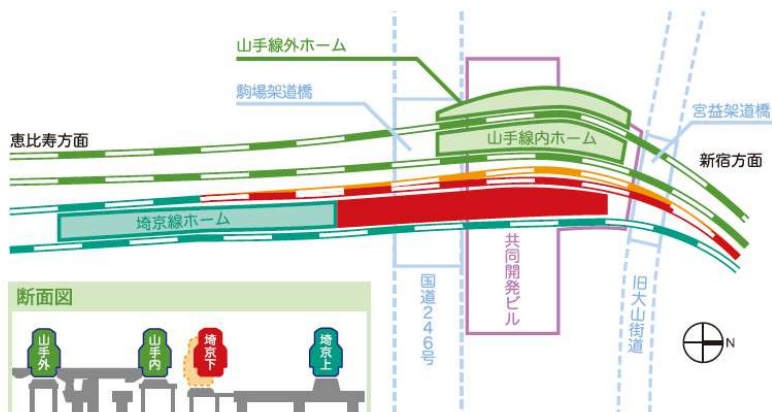 山手線外ホーム
駒場架道橋
宮益架道橋
恵比寿方面
山手線内ホーム
新宿方面
埼京線ホーム
国道246号
共同開発ビル
旧大山街道
N
断面図
山手外
山手内
埼京下
埼京上